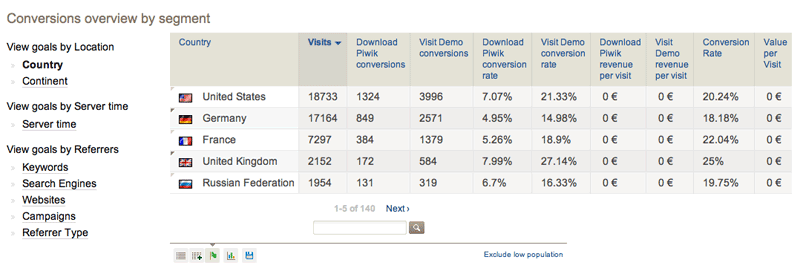 Conversions overview by segment
View goals by Location
» Country
» Continent
View goals by Server time
» Server time
View goals by Referrers
» Keywords
» Search Engines
» Websites
» Campaigns
» Referrer Type
Country Visits Download Piwik conversions Visit Demo conversions Download Piwik conversion rate Visit Demo conversion rate Download Piwik revenue per visit Visit Demo revenue per visit Conversion Rate Value per Visit
United States 18733 1324 3996 7.07% 21.33% 0 € 0 € 20.24% 0 €
Germany 17164 849 2571 4.95% 14.98% 0 € 0 € 18.18% 0 €
France 7297 384 1379 5.26% 18.9% 0 € 0 € 22.04% 0 €
United Kingdom 2152 172 584 7.99% 27.14% 0 € 0 € 25% 0 €
Russian Federation 1954 131 319 6.7% 16.33% 0 € 0 € 19.75% 0 €
1-5 of 140 Next ›
Exclude low population